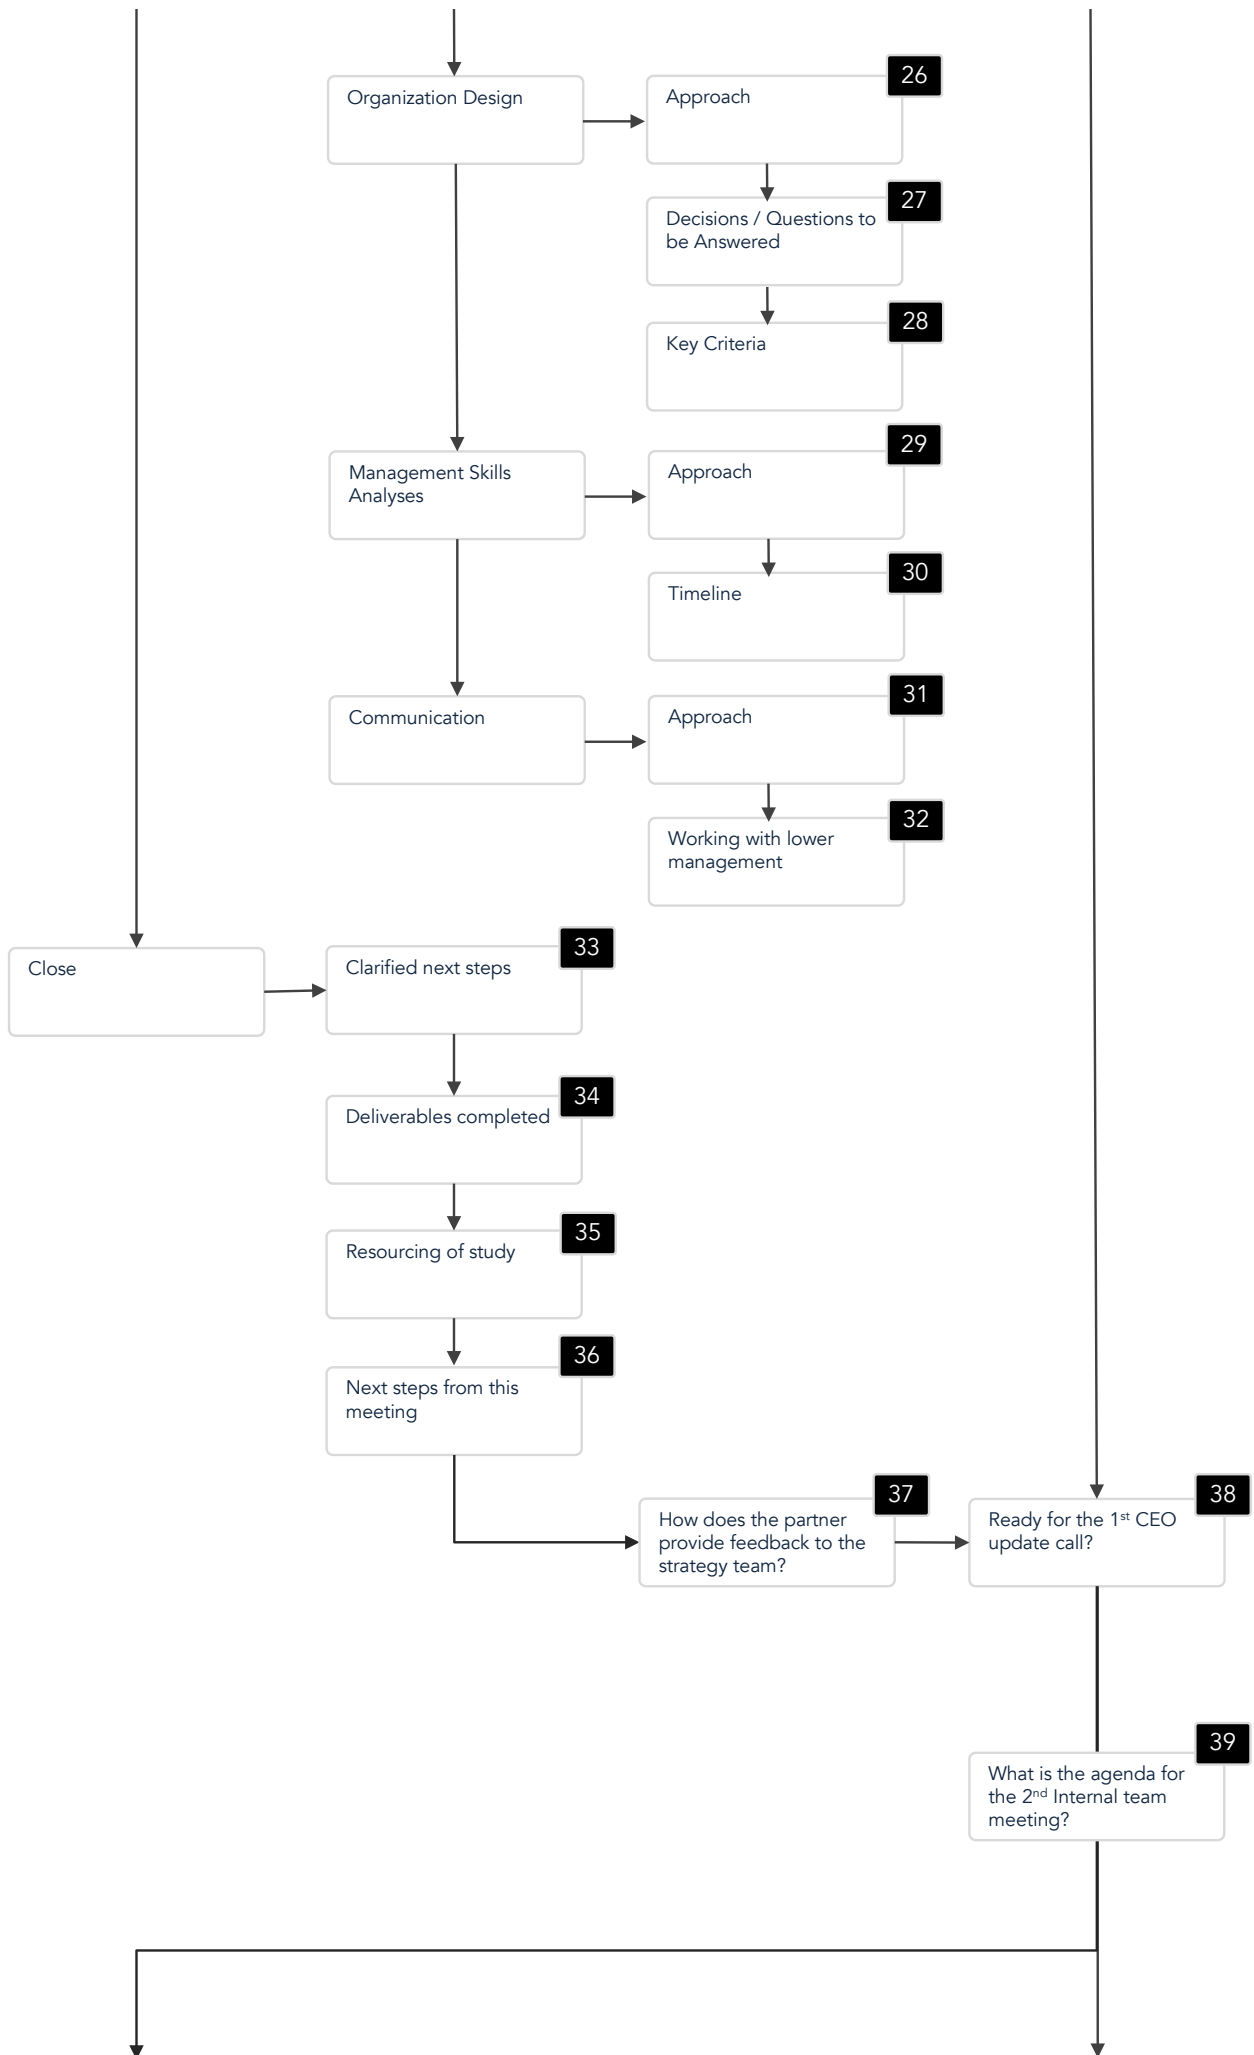 26
Organization Design
Approach
27
Decisions / Questions to
be Answered
28
Key Criteria
29
Management Skills
Analyses
Approach
30
Timeline
31
Communication
Approach
32
Working with lower
management
33
Close
Clarified next steps
34
Deliverables completed
35
Resourcing of study
36
Next steps from this
meeting
37
How does the partner
provide feedback to the
strategy team?
38
Ready for the 1st CEO
update call?
39
What is the agenda for
the 2nd Internal team
meeting?